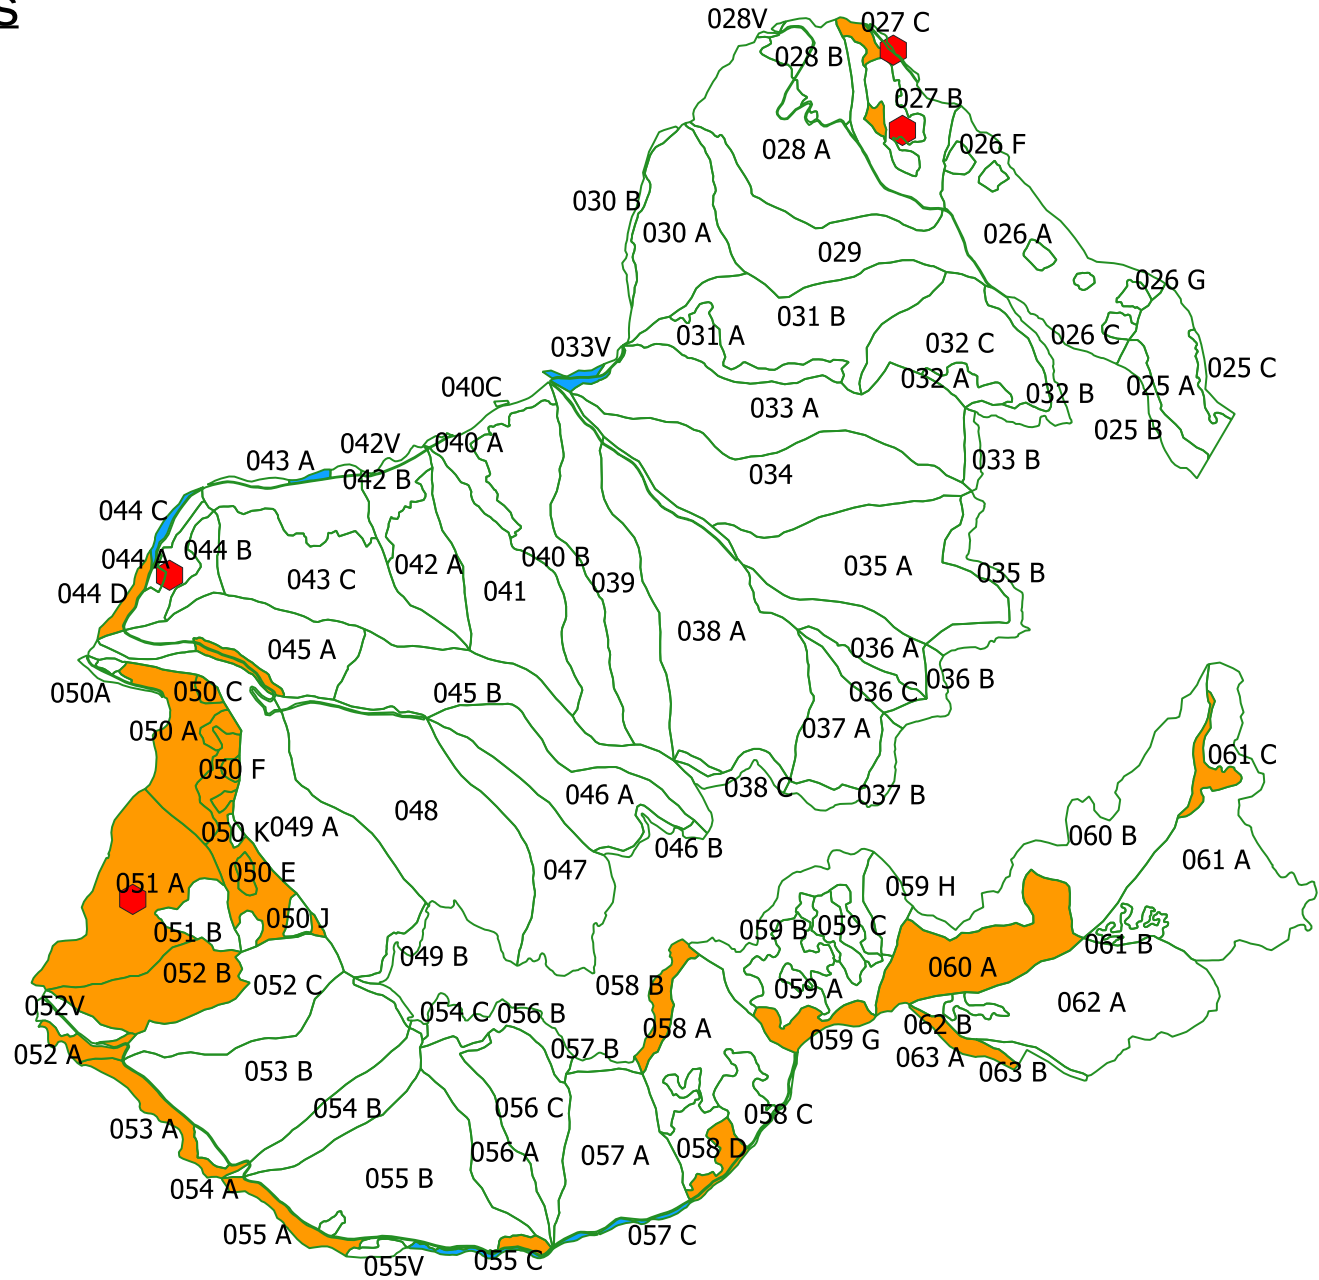 S
028V
027 C
028 B
027 B
026 F
028 A
030 B
030 A
026 A
029
026 G
031 B
031 A
026 C
033V
032 C
025 C
032 A
025 A
040C
032 B
033 A
025 B
042V
040 A
043 A
033 B
034
042 B
044 C
044 B
040 B
044 A
042 A
035 A
035 B
043 C
039
041
044 D
038 A
045 A
036 A
036 B
050A
050 C
045 B
036 C
050 A
037 A
061 C
050 F
038 C
037 B
046 A
048
050 K
049 A
060 B
046 B
061 A
047
050 E
051 A
059 H
050 J
059 C
051 B
059 B
061 B
049 B
052 B
060 A
052 C
058 B
059 A
062 A
052V
054 C
056 B
062 B
058 A
059 G
052 A
057 B
063 A
053 B
063 B
054 B
056 C
058 C
053 A
058 D
056 A
057 A
055 B
054 A
055 A
057 C
055 C
055V